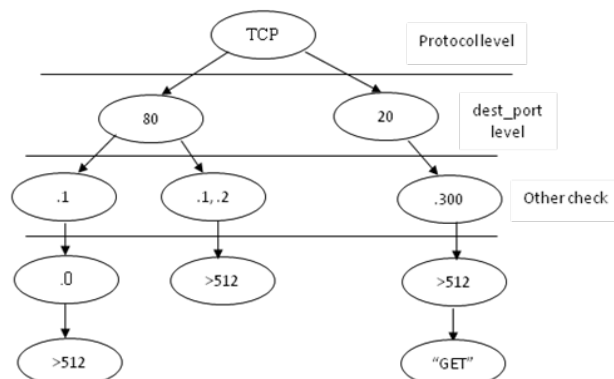 TCP
Protocol level
80
20
dest_port
level
.1
.1, .2
.300
Other check
.0
>512
>512
>512
“GET”